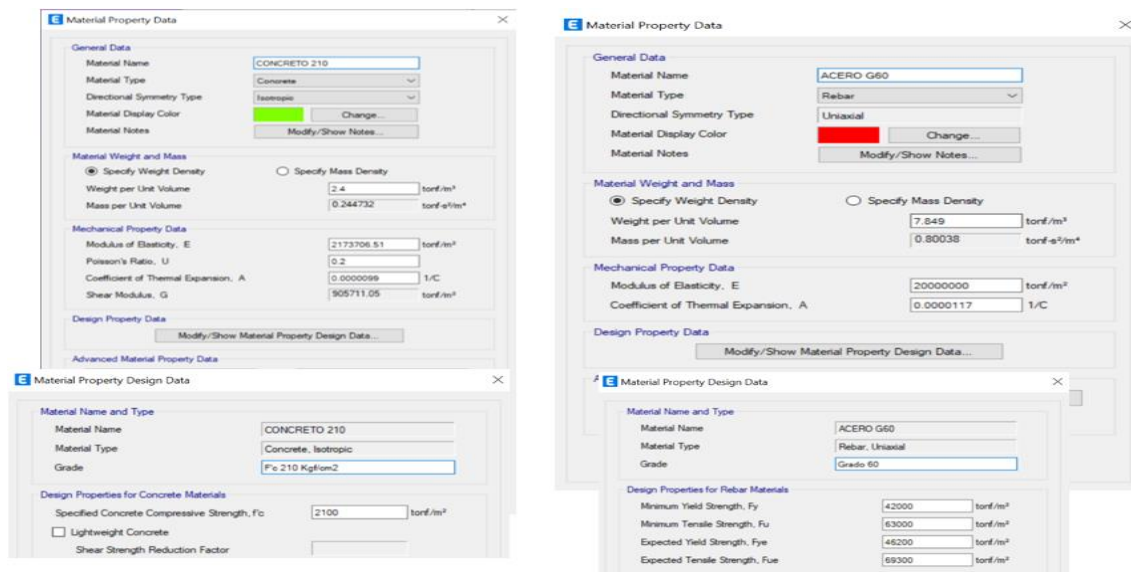 E Material Property Data
General Data
Material Name CONCRETO 210
Material Type Concrete
Directional Symmetry Type Isotropic
Material Display Color Change...
Material Notes Modify/Show Notes...
Material Weight and Mass
Specify Weight Density Specify Mass Density
Weight per Unit Volume 2.4 tonf/m³
Mass per Unit Volume 0.244732 tonf-s²/m⁴
Mechanical Property Data
Modulus of Elasticity, E 2173706.51 tonf/m²
Poisson's Ratio, U 0.2
Coefficient of Thermal Expansion, A 0.0000099 1/C
Shear Modulus, G 905711.05 tonf/m²
Design Property Data
Modify/Show Material Property Design Data...
Advanced Material Property Data
E Material Property Design Data
Material Name and Type
Material Name CONCRETO 210
Material Type Concrete, Isotropic
Grade F'c 210 Kgf/cm2
Design Properties for Concrete Materials
Specified Concrete Compressive Strength, f'c 2100 tonf/m²
Lightweight Concrete
Shear Strength Reduction Factor
E Material Property Data
General Data
Material Name ACERO G60
Material Type Rebar
Directional Symmetry Type Uniaxial
Material Display Color Change...
Material Notes Modify/Show Notes...
Material Weight and Mass
Specify Weight Density Specify Mass Density
Weight per Unit Volume 7.849 tonf/m³
Mass per Unit Volume 0.80038 tonf-s²/m⁴
Mechanical Property Data
Modulus of Elasticity, E 20000000 tonf/m²
Coefficient of Thermal Expansion, A 0.0000117 1/C
Design Property Data
Modify/Show Material Property Design Data...
E Material Property Design Data
Material Name and Type
Material Name ACERO G60
Material Type Rebar, Uniaxial
Grade Grado 60
Design Properties for Rebar Materials
Minimum Yield Strength, Fy 42000 tonf/m²
Minimum Tensile Strength, Fu 63000 tonf/m²
Expected Yield Strength, Fye 46200 tonf/m²
Expected Tensile Strength, Fue 69300 tonf/m²